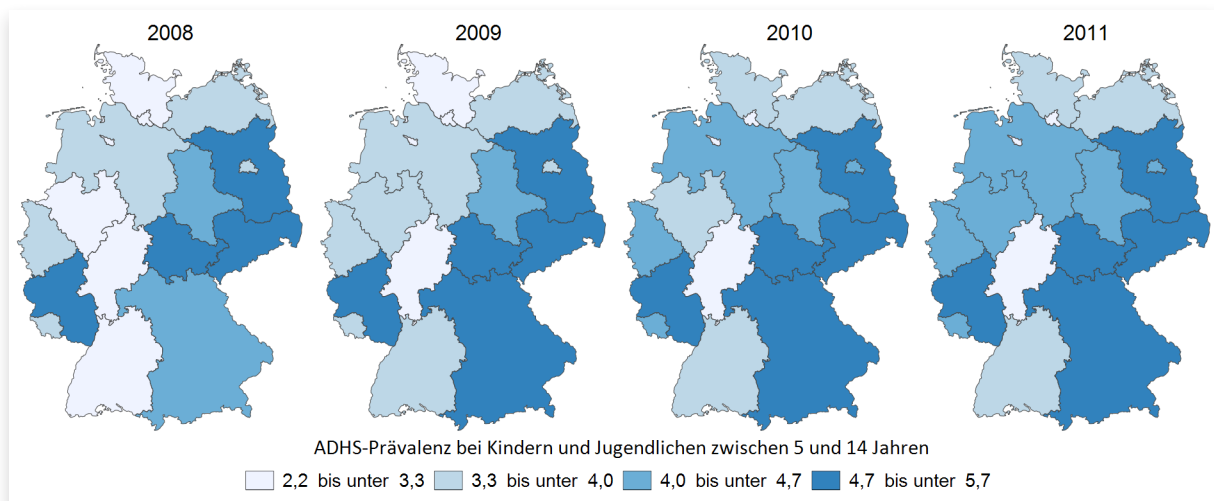 2008 2009 2010 2011
ADHS-Prävalenz bei Kindern und Jugendlichen zwischen 5 und 14 Jahren
2,2 bis unter 3,3 3,3 bis unter 4,0 4,0 bis unter 4,7 4,7 bis unter 5,7